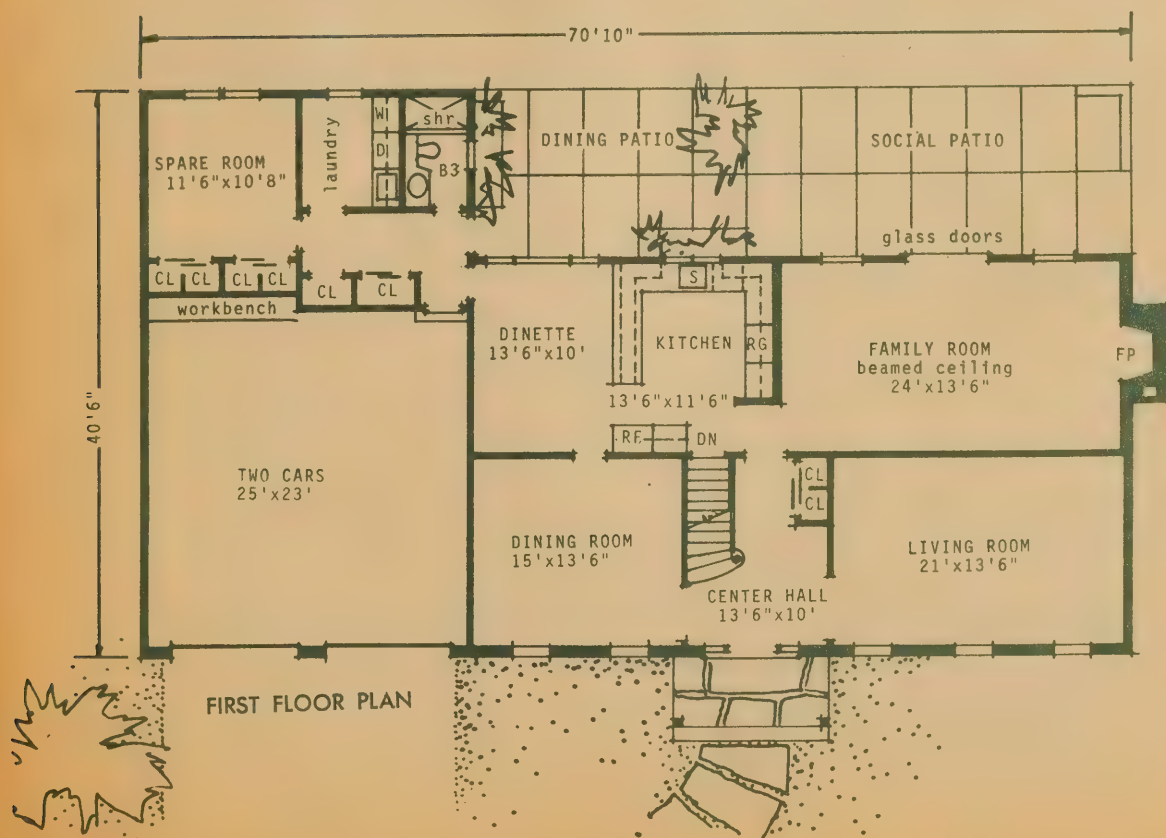 70'10"
40'6"
SPARE ROOM
11'6"x10'8"
laundry
W
D
shr
B3
DINING PATIO
SOCIAL PATIO
glass doors
CL
CL
CL
CL
CL
CL
workbench
DINETTE
13'6"x10'
S
KITCHEN
RG
13'6"x11'6"
FAMILY ROOM
beamed ceiling
24'x13'6"
FP
RF
DN
CL
CL
TWO CARS
25'x23'
DINING ROOM
15'x13'6"
CENTER HALL
13'6"x10'
LIVING ROOM
21'x13'6"
FIRST FLOOR PLAN